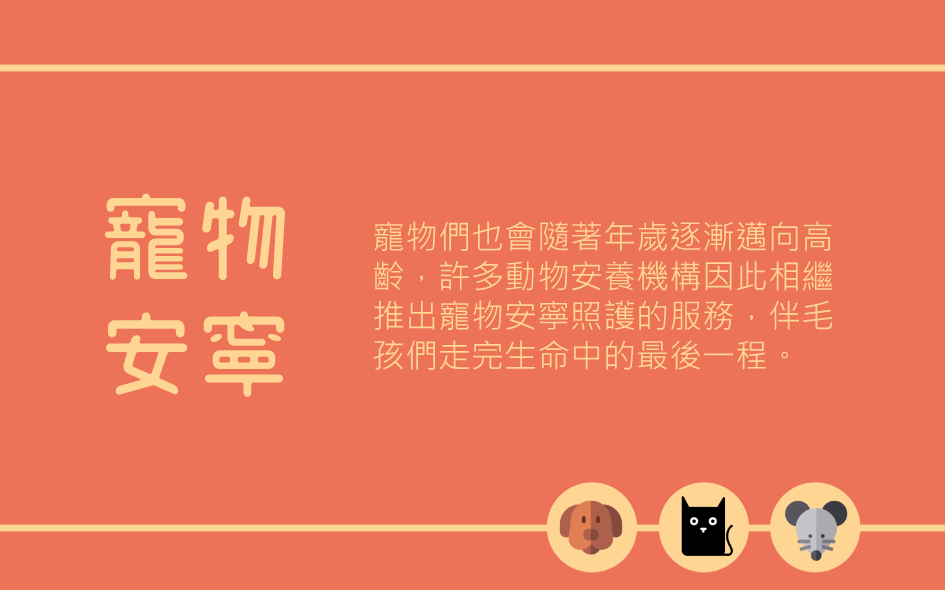 寵物
安寧
寵物們也會隨著年歲逐漸邁向高
齡，許多動物安養機構因此相繼
推出寵物安寧照護的服務，伴毛
孩們走完生命中的最後一程。